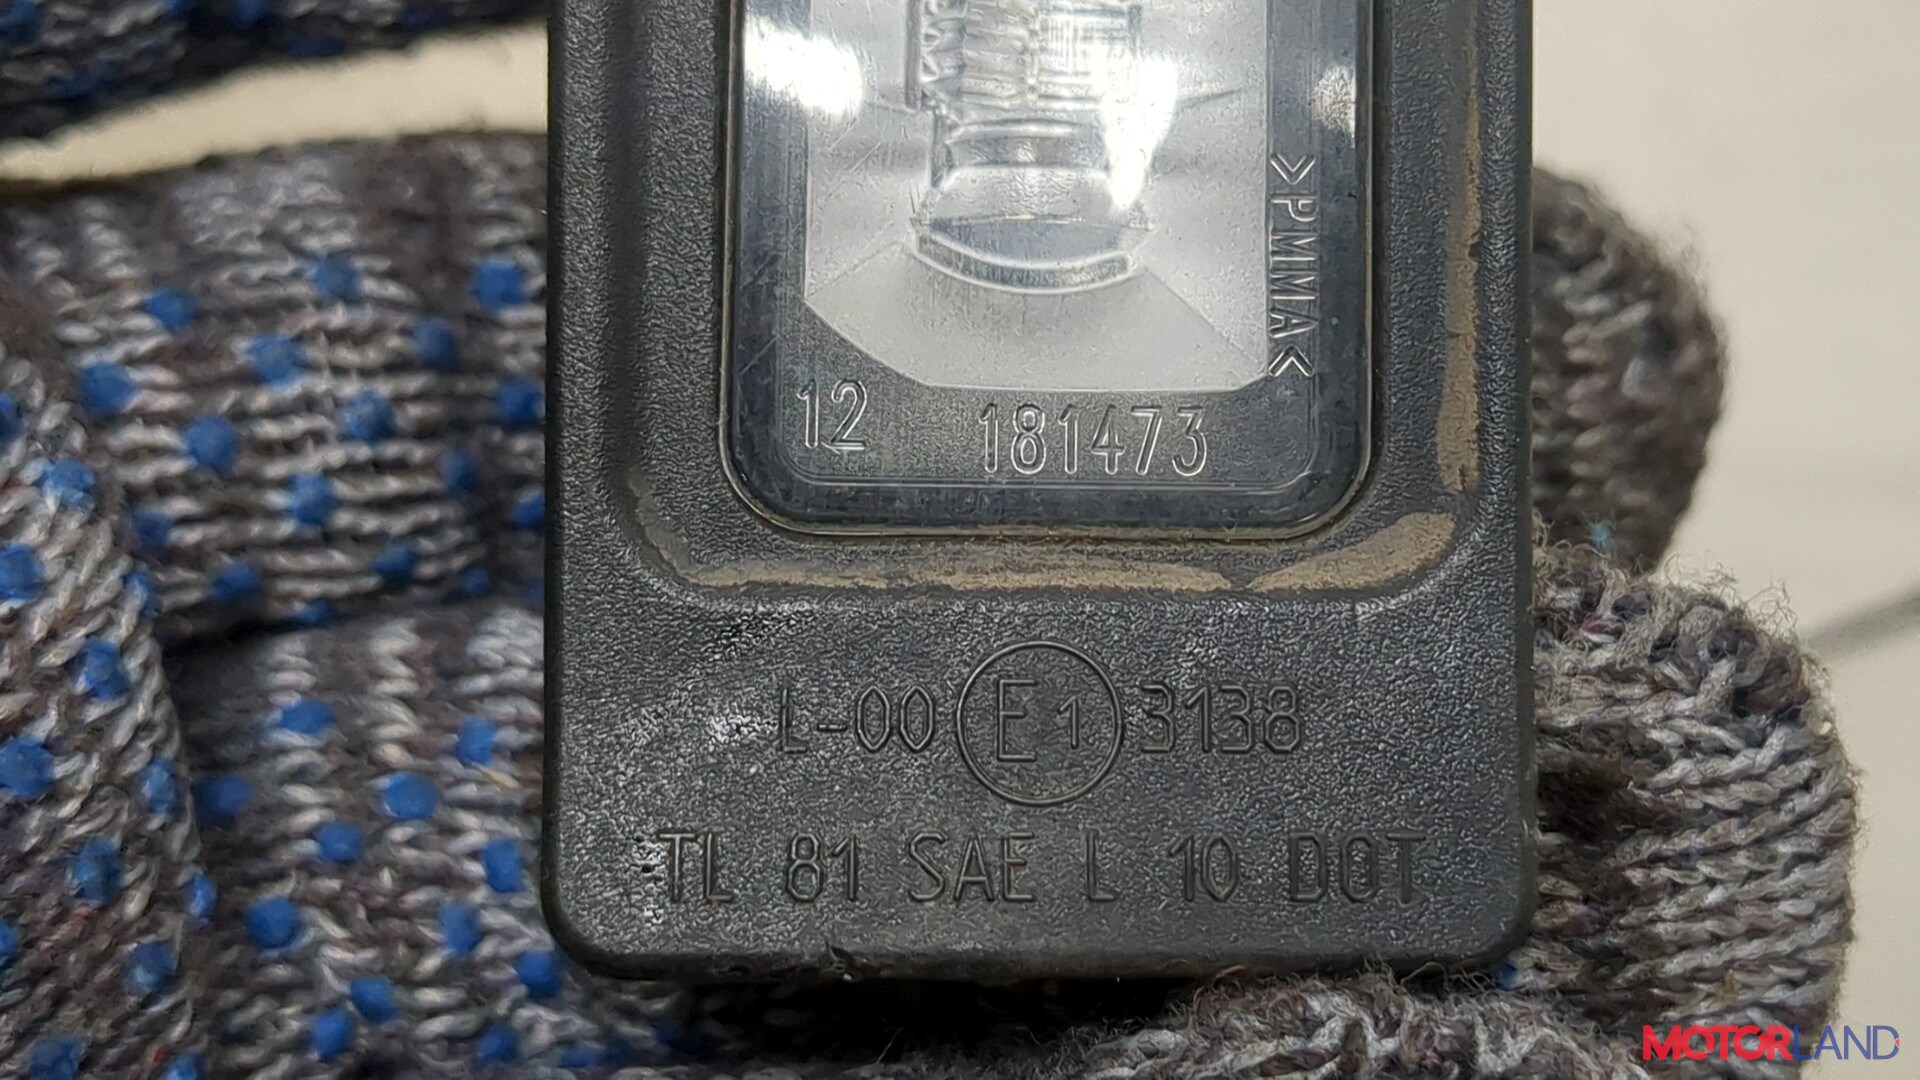 >PMMA<
12 181473
L-00 E1 3138
TL 81 SAE L 10 DOT
MOTORLAND